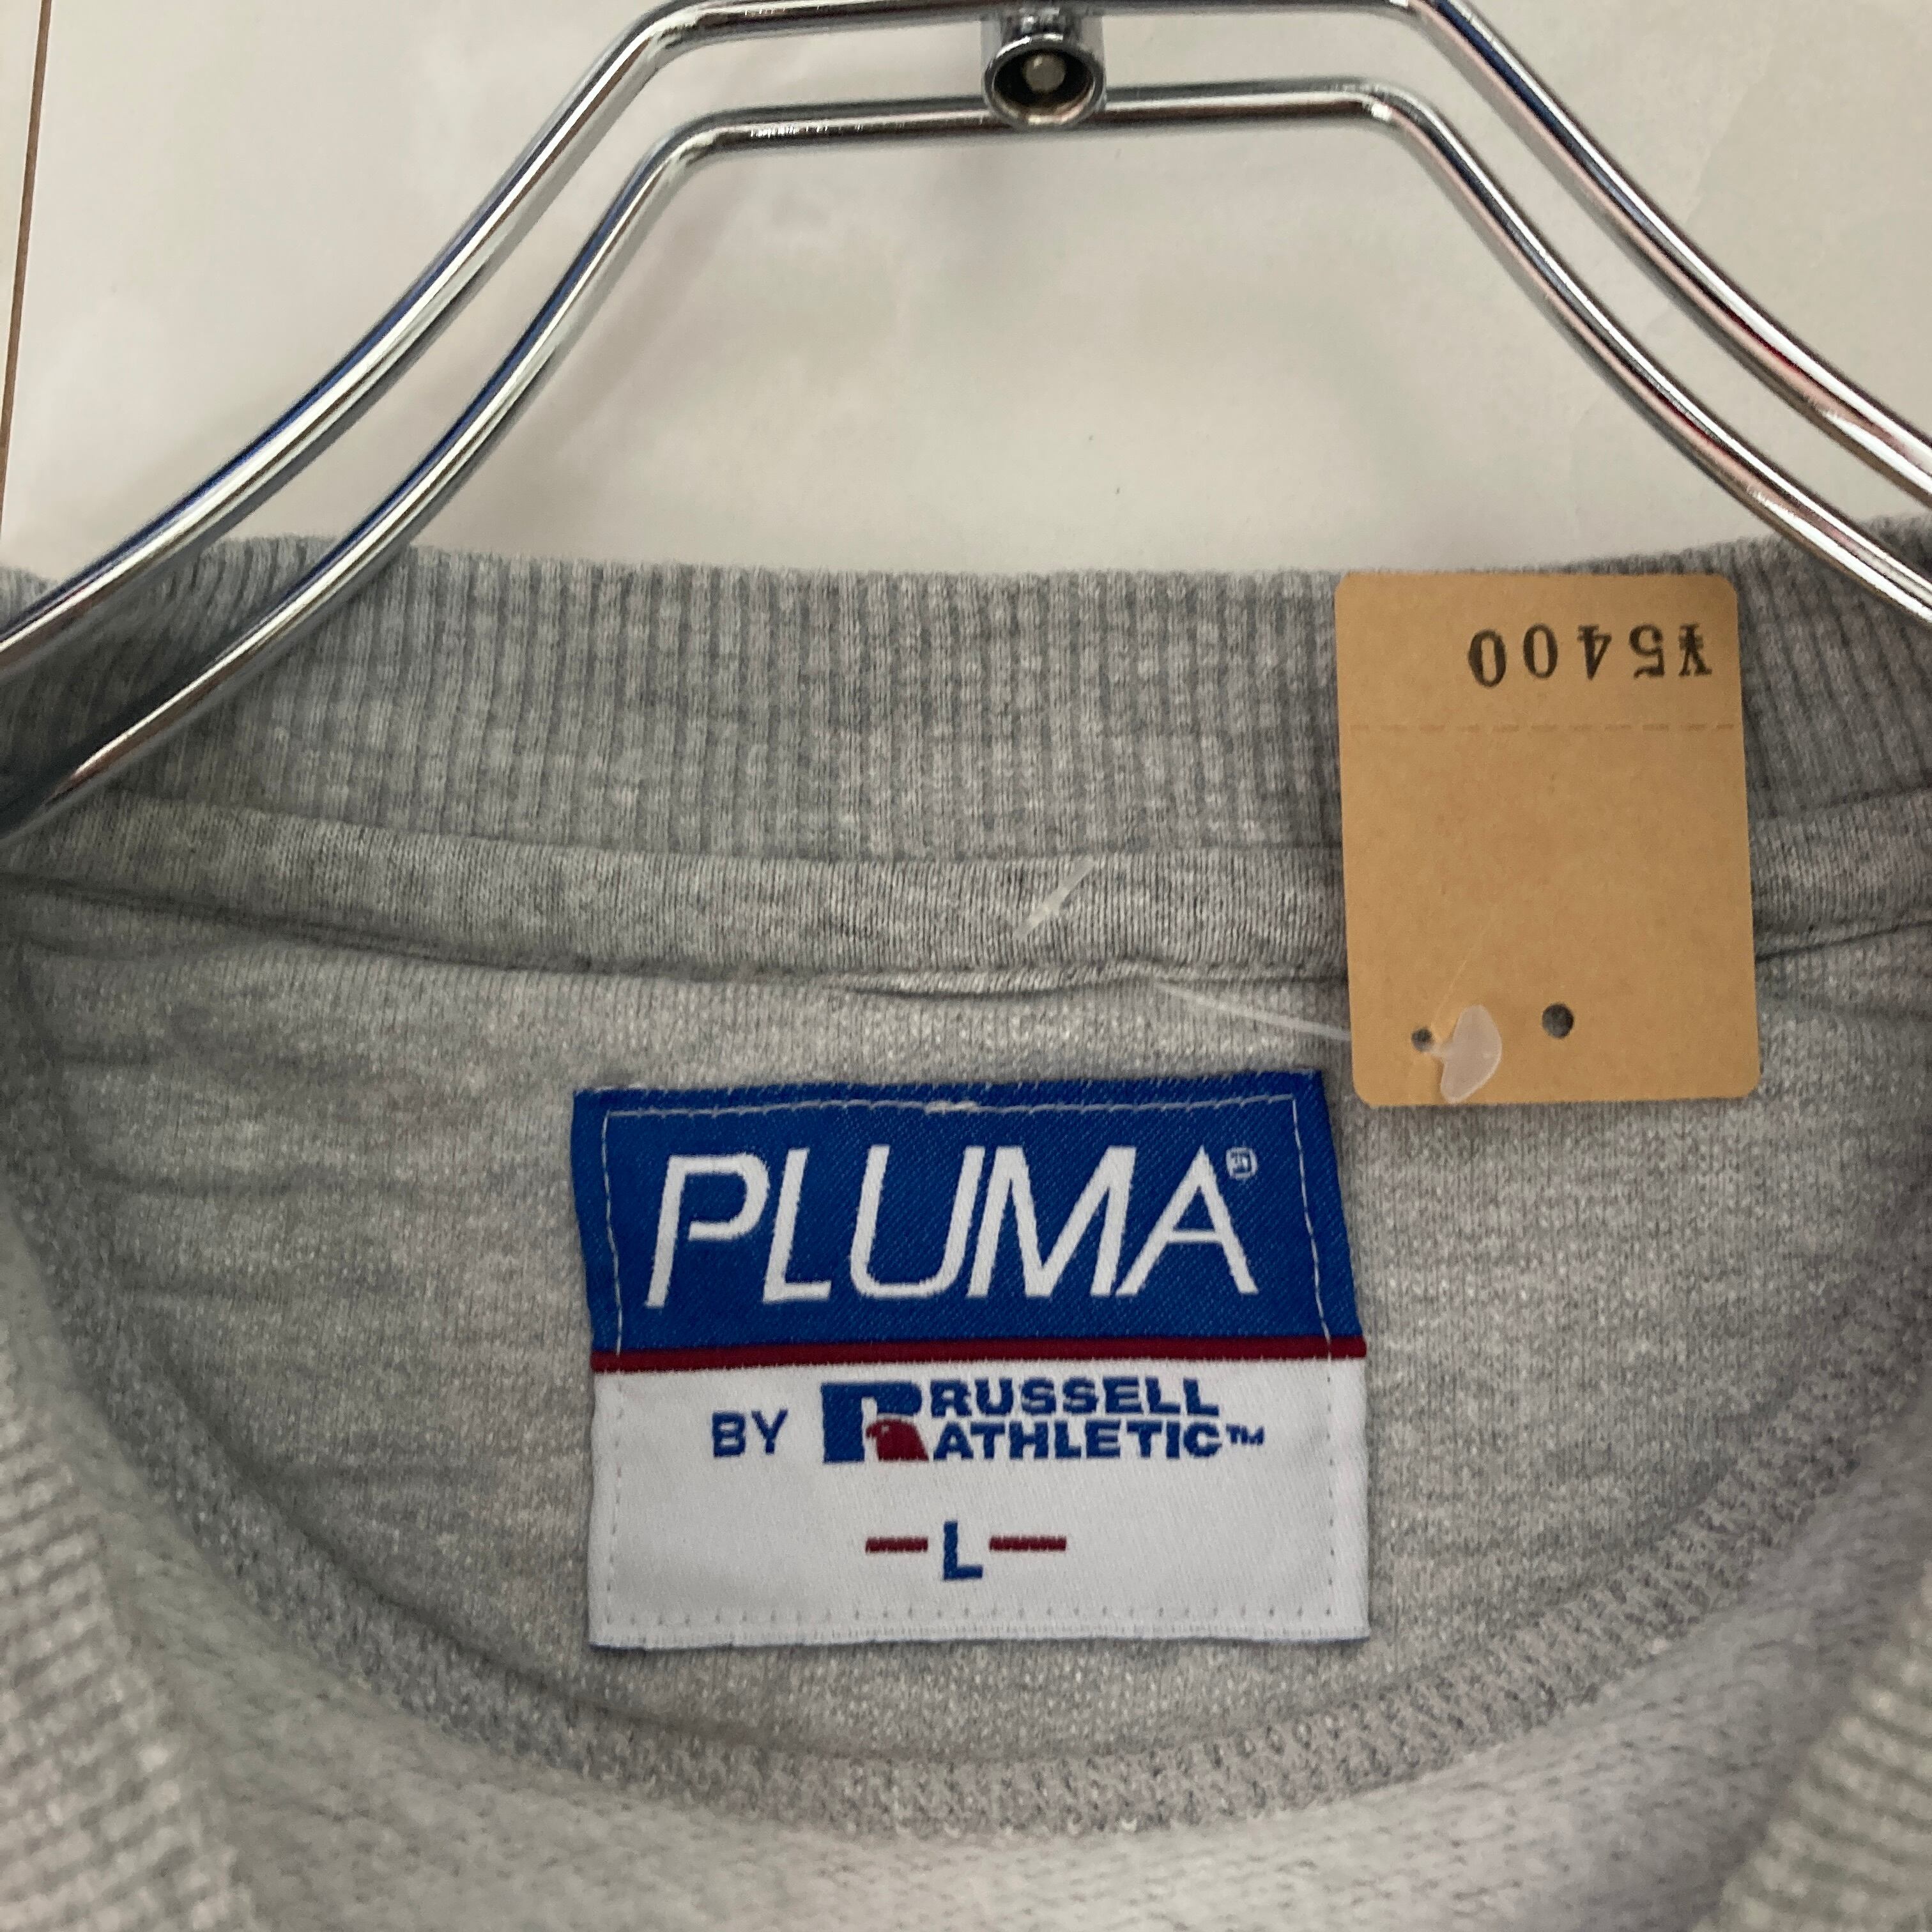 ¥5400
PLUMA®
BY RUSSELL
ATHLETIC™
-L-